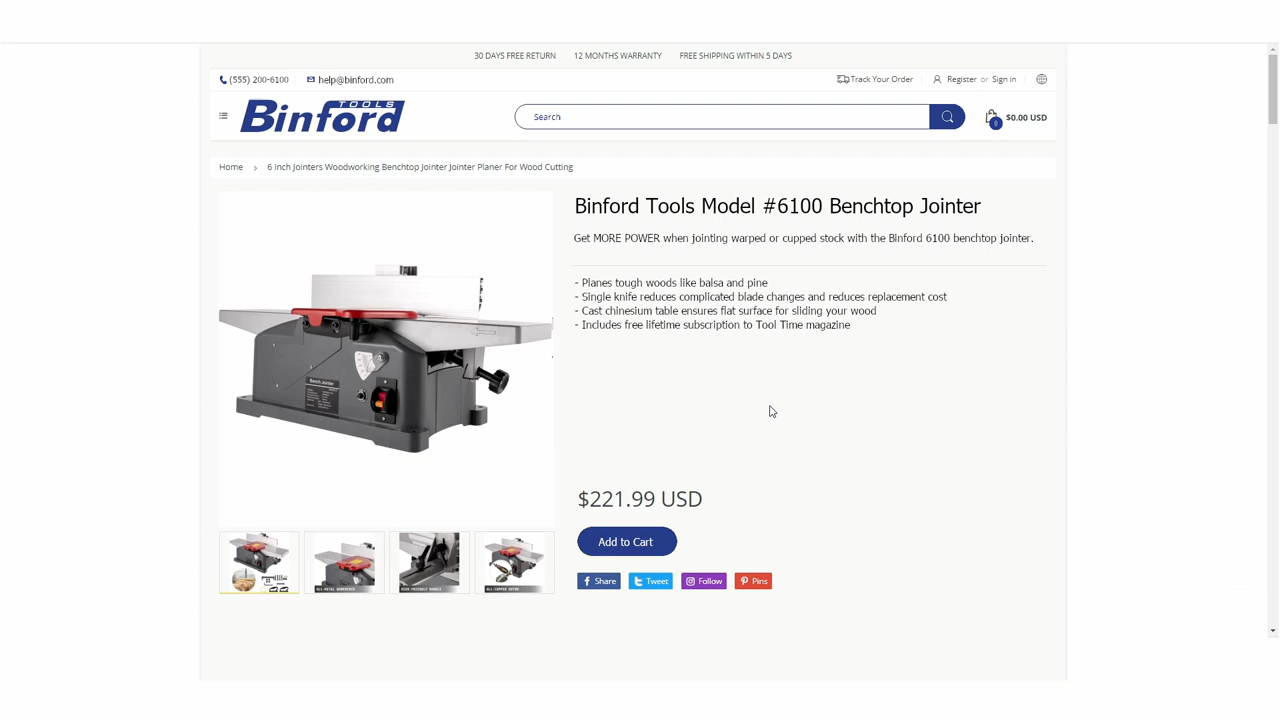 30 DAYS FREE RETURN 12 MONTHS WARRANTY FREE SHIPPING WITHIN 5 DAYS
(555) 200-6100 help@binford.com Track Your Order Register or Sign in
Binford TOOLS Search 0 $0.00 USD
Home › 6 Inch Jointers Woodworking Benchtop Jointer Jointer Planer For Wood Cutting
Binford Tools Model #6100 Benchtop Jointer
Get MORE POWER when jointing warped or cupped stock with the Binford 6100 benchtop jointer.
- Planes tough woods like balsa and pine
- Single knife reduces complicated blade changes and reduces replacement cost
- Cast chinesium table ensures flat surface for sliding your wood
- Includes free lifetime subscription to Tool Time magazine
Bench Jointer
$221.99 USD
Add to Cart
Share Tweet Follow Pins